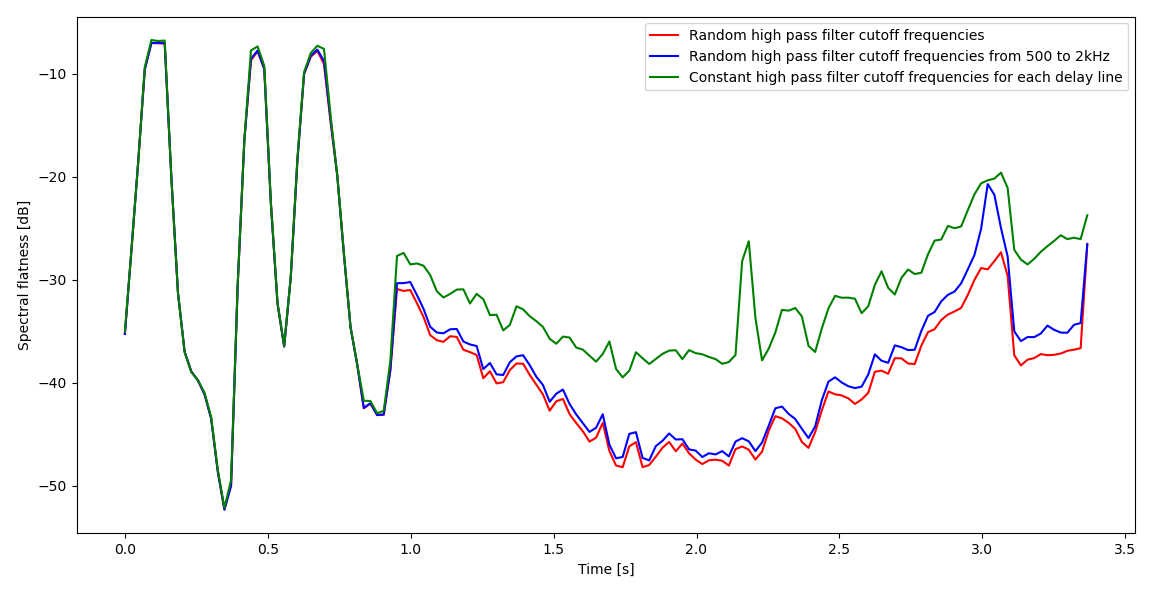 Random high pass filter cutoff frequencies
Random high pass filter cutoff frequencies from 500 to 2kHz
Constant high pass filter cutoff frequencies for each delay line
−10
−20
−30
−40
−50
Spectral flatness [dB]
0.0 0.5 1.0 1.5 2.0 2.5 3.0 3.5
Time [s]